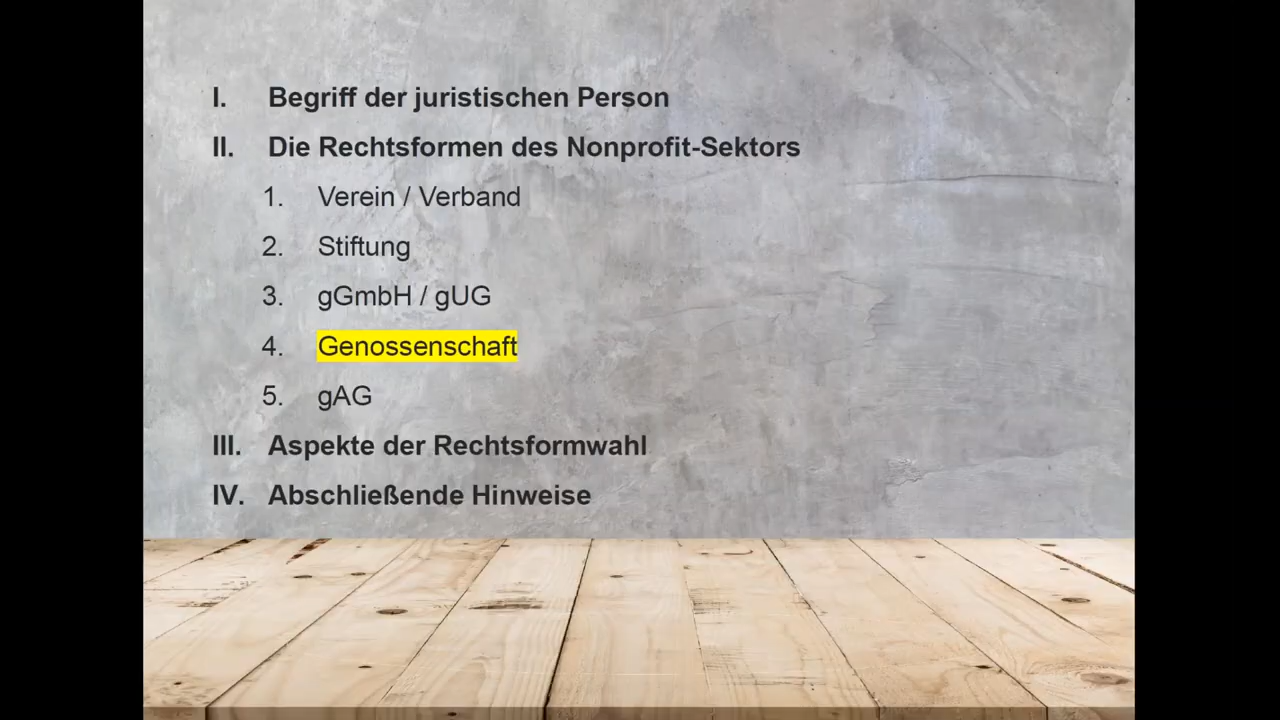 I. Begriff der juristischen Person
II. Die Rechtsformen des Nonprofit-Sektors
1. Verein / Verband
2. Stiftung
3. gGmbH / gUG
4. Genossenschaft
5. gAG
III. Aspekte der Rechtsformwahl
IV. Abschließende Hinweise